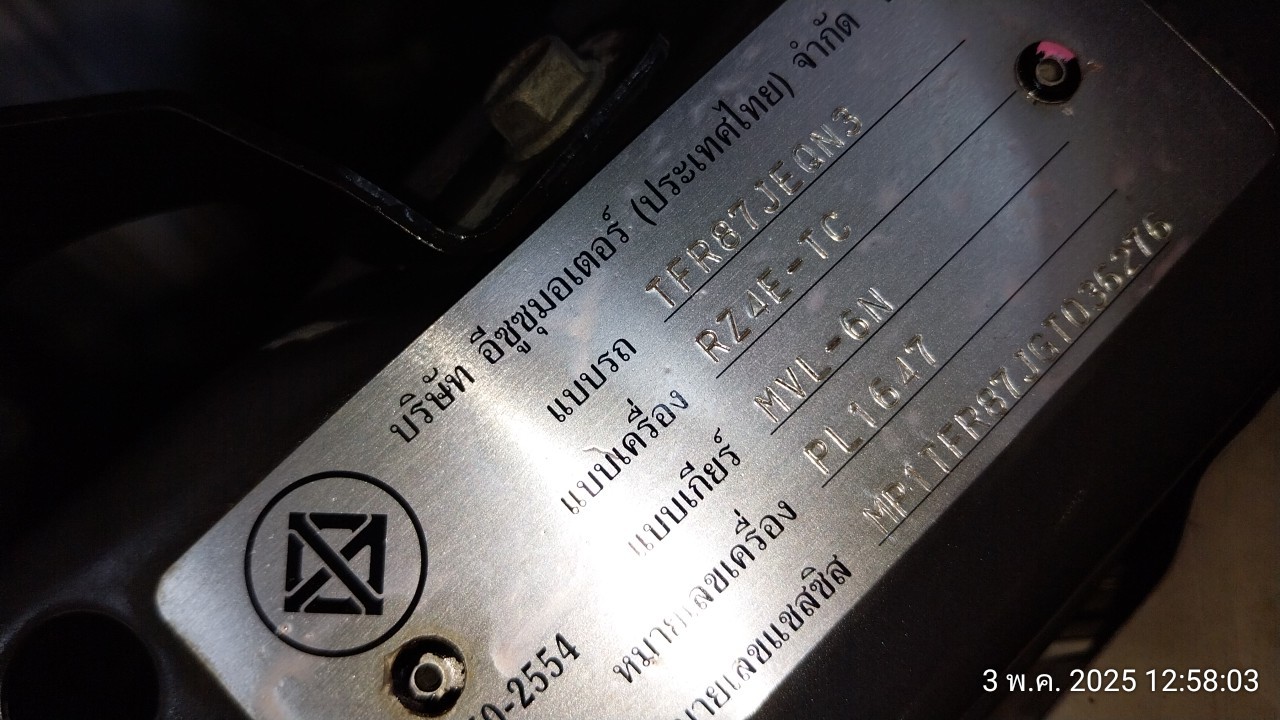 บริษัท อีซูซุมอเตอร์ (ประเทศไทย) จำกัด
แบบรถ TFR87JEQN3
แบบเครื่อง RZ4E-TC
แบบเกียร์ MVL-6N
หมายเลขเครื่อง PL1647
หมายเลขแชสซิส MP1TFR87JGT036276
-2554
3 พ.ค. 2025 12:58:03